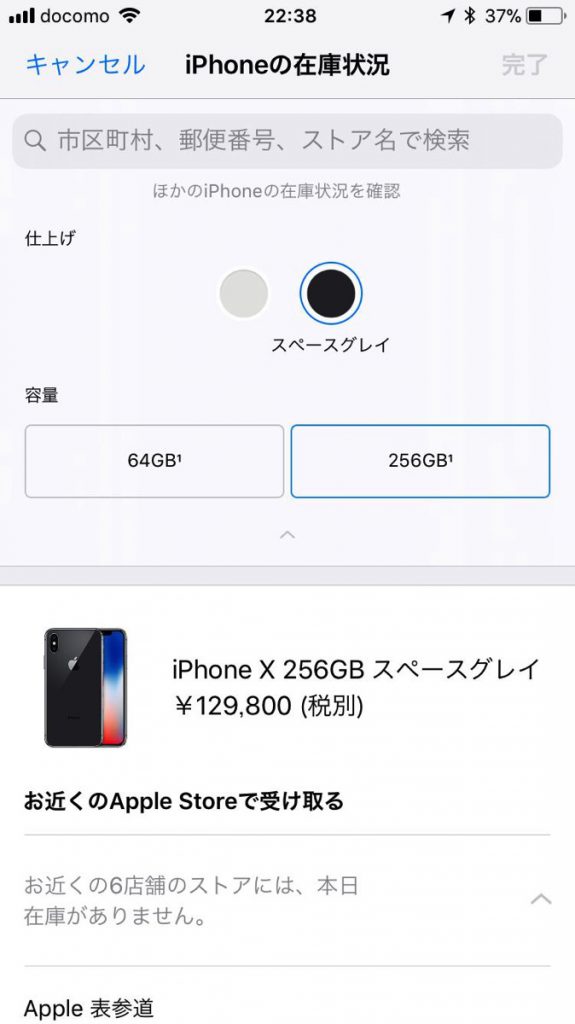 docomo 22:38 37%
キャンセル iPhoneの在庫状況 完了
市区町村、郵便番号、ストア名で検索
ほかのiPhoneの在庫状況を確認
仕上げ
スペースグレイ
容量
64GB¹ 256GB¹
iPhone X 256GB スペースグレイ
￥129,800 (税別)
お近くのApple Storeで受け取る
お近くの6店舗のストアには、本日
在庫がありません。
Apple 表参道